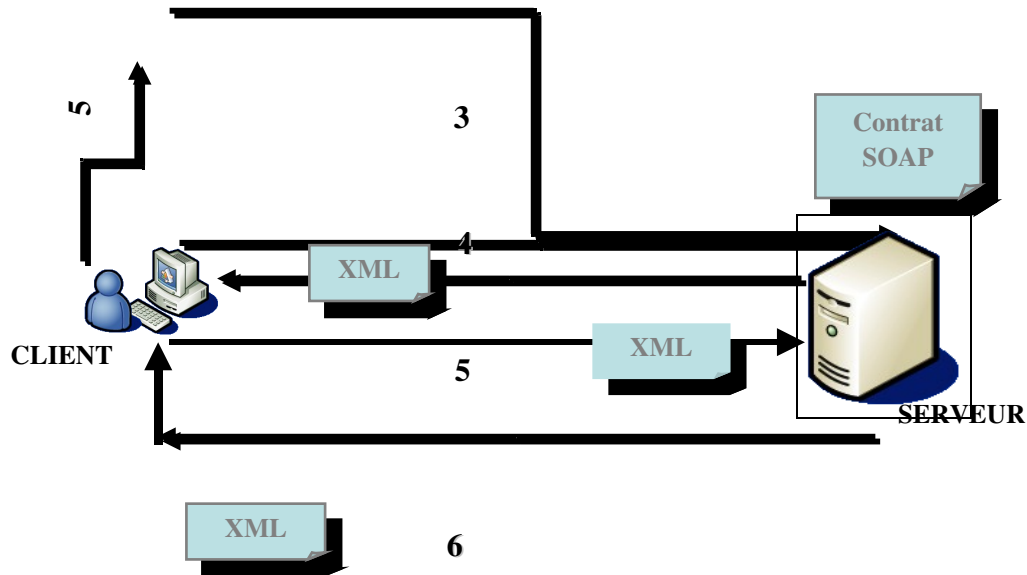 5
3
Contrat
SOAP
4
XML
CLIENT
XML
5
SERVEUR
XML
6